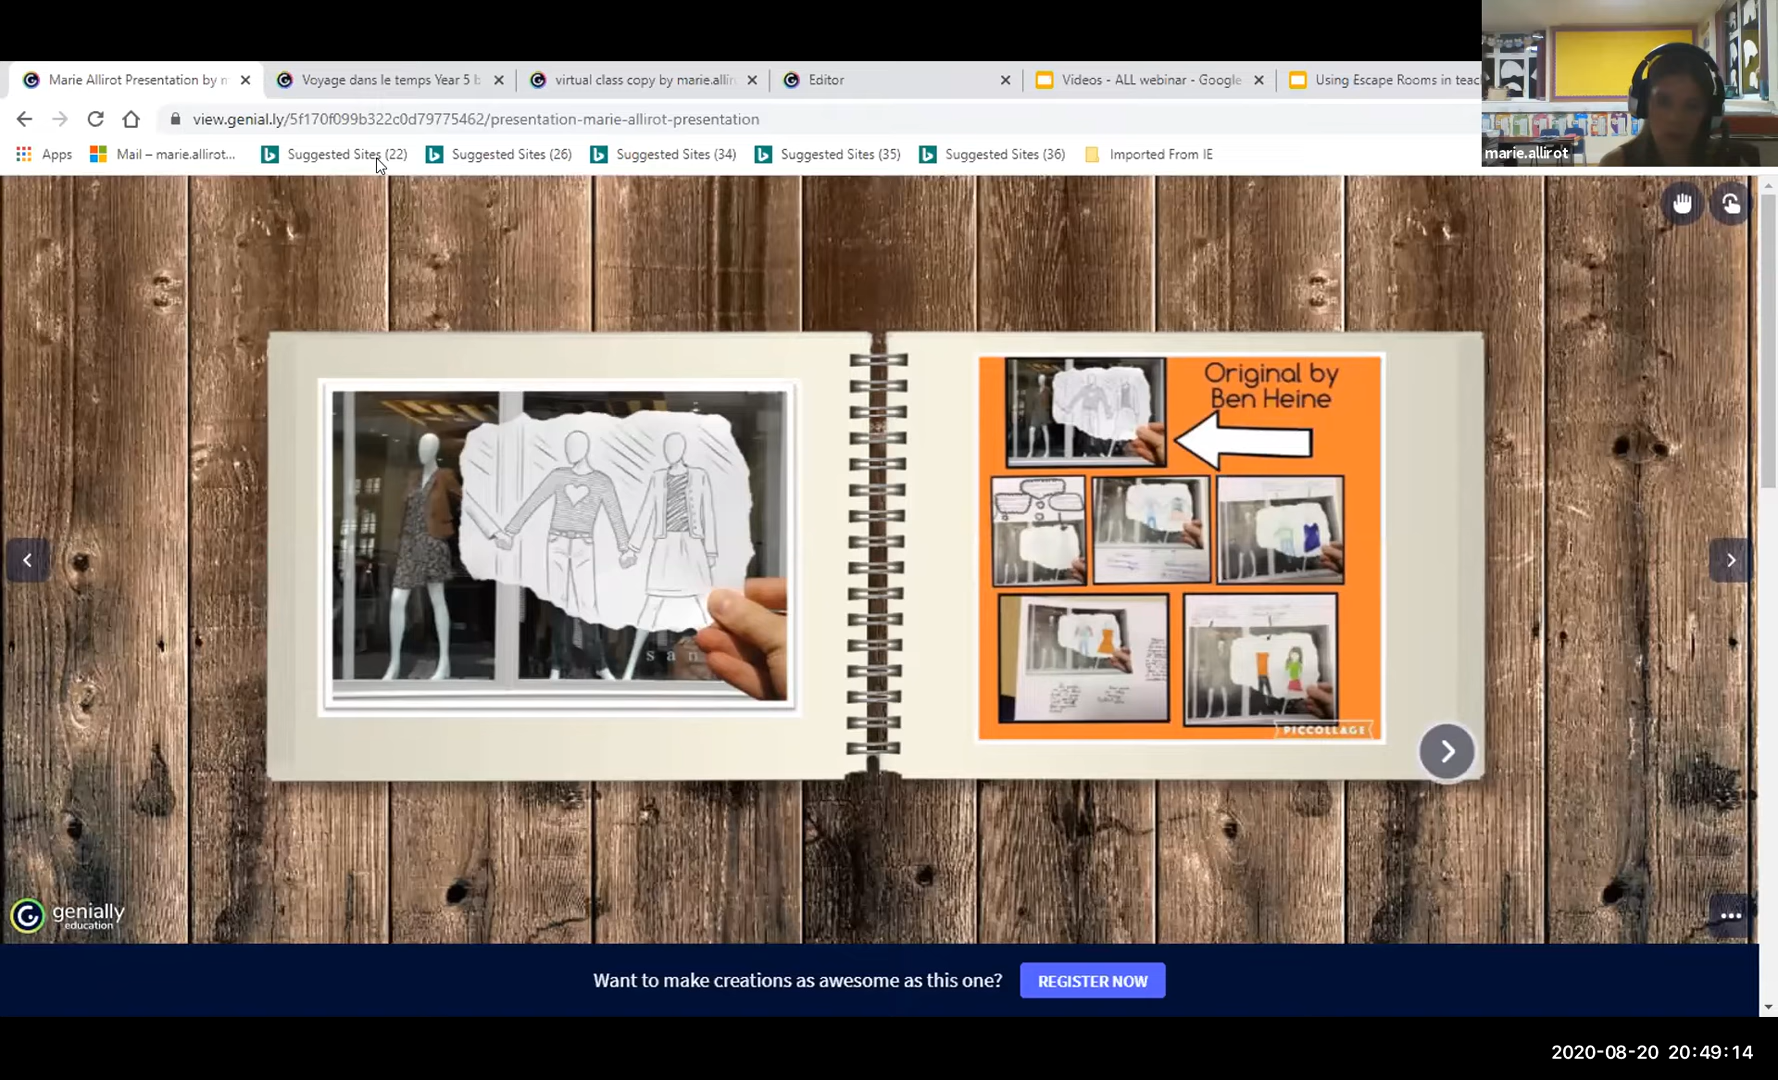 Marie Allirot Presentation by m
Voyage dans le temps Year 5 b
virtual class copy by marie.allir
Editor
Videos - ALL webinar - Google
Using Escape Rooms in teac
view.genial.ly/5f170f099b322c0d79775462/presentation-marie-allirot-presentation
Apps
Mail – marie.allirot...
Suggested Sites (22)
Suggested Sites (26)
Suggested Sites (34)
Suggested Sites (35)
Suggested Sites (36)
Imported From IE
marie.allirot
Original by
Ben Heine
s a n
PICCOLLAGE
genially
education
Want to make creations as awesome as this one?
REGISTER NOW
2020-08-20 20:49:14